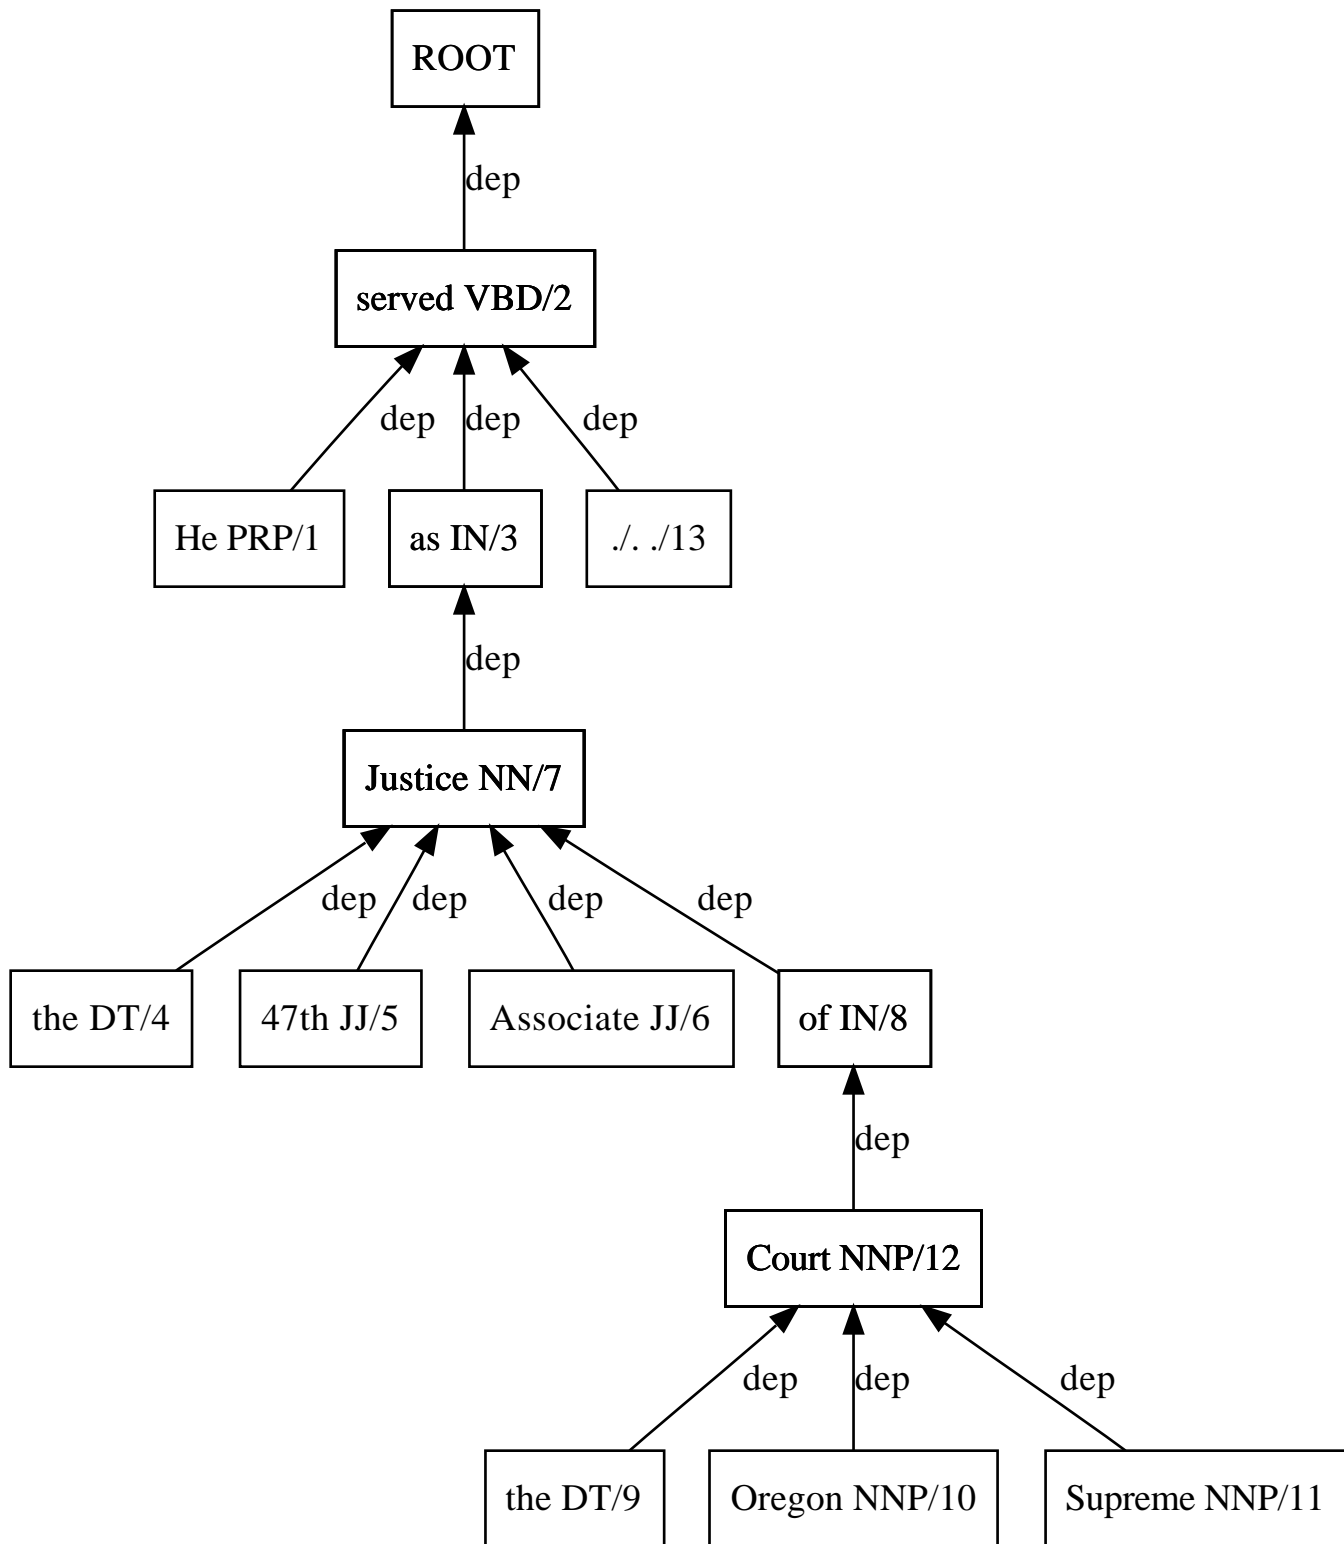 ROOT
dep
served VBD/2
dep dep dep
He PRP/1 as IN/3 ./. ./13
dep
Justice NN/7
dep dep dep dep
the DT/4 47th JJ/5 Associate JJ/6 of IN/8
dep
Court NNP/12
dep dep dep
the DT/9 Oregon NNP/10 Supreme NNP/11